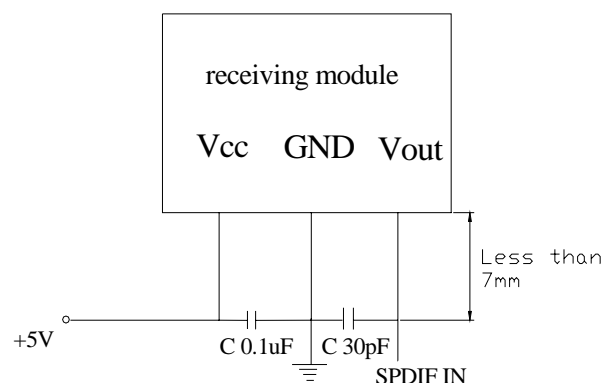 receiving module
Vcc GND Vout
Less than
7mm
+5V
C 0.1uF C 30pF
SPDIF IN